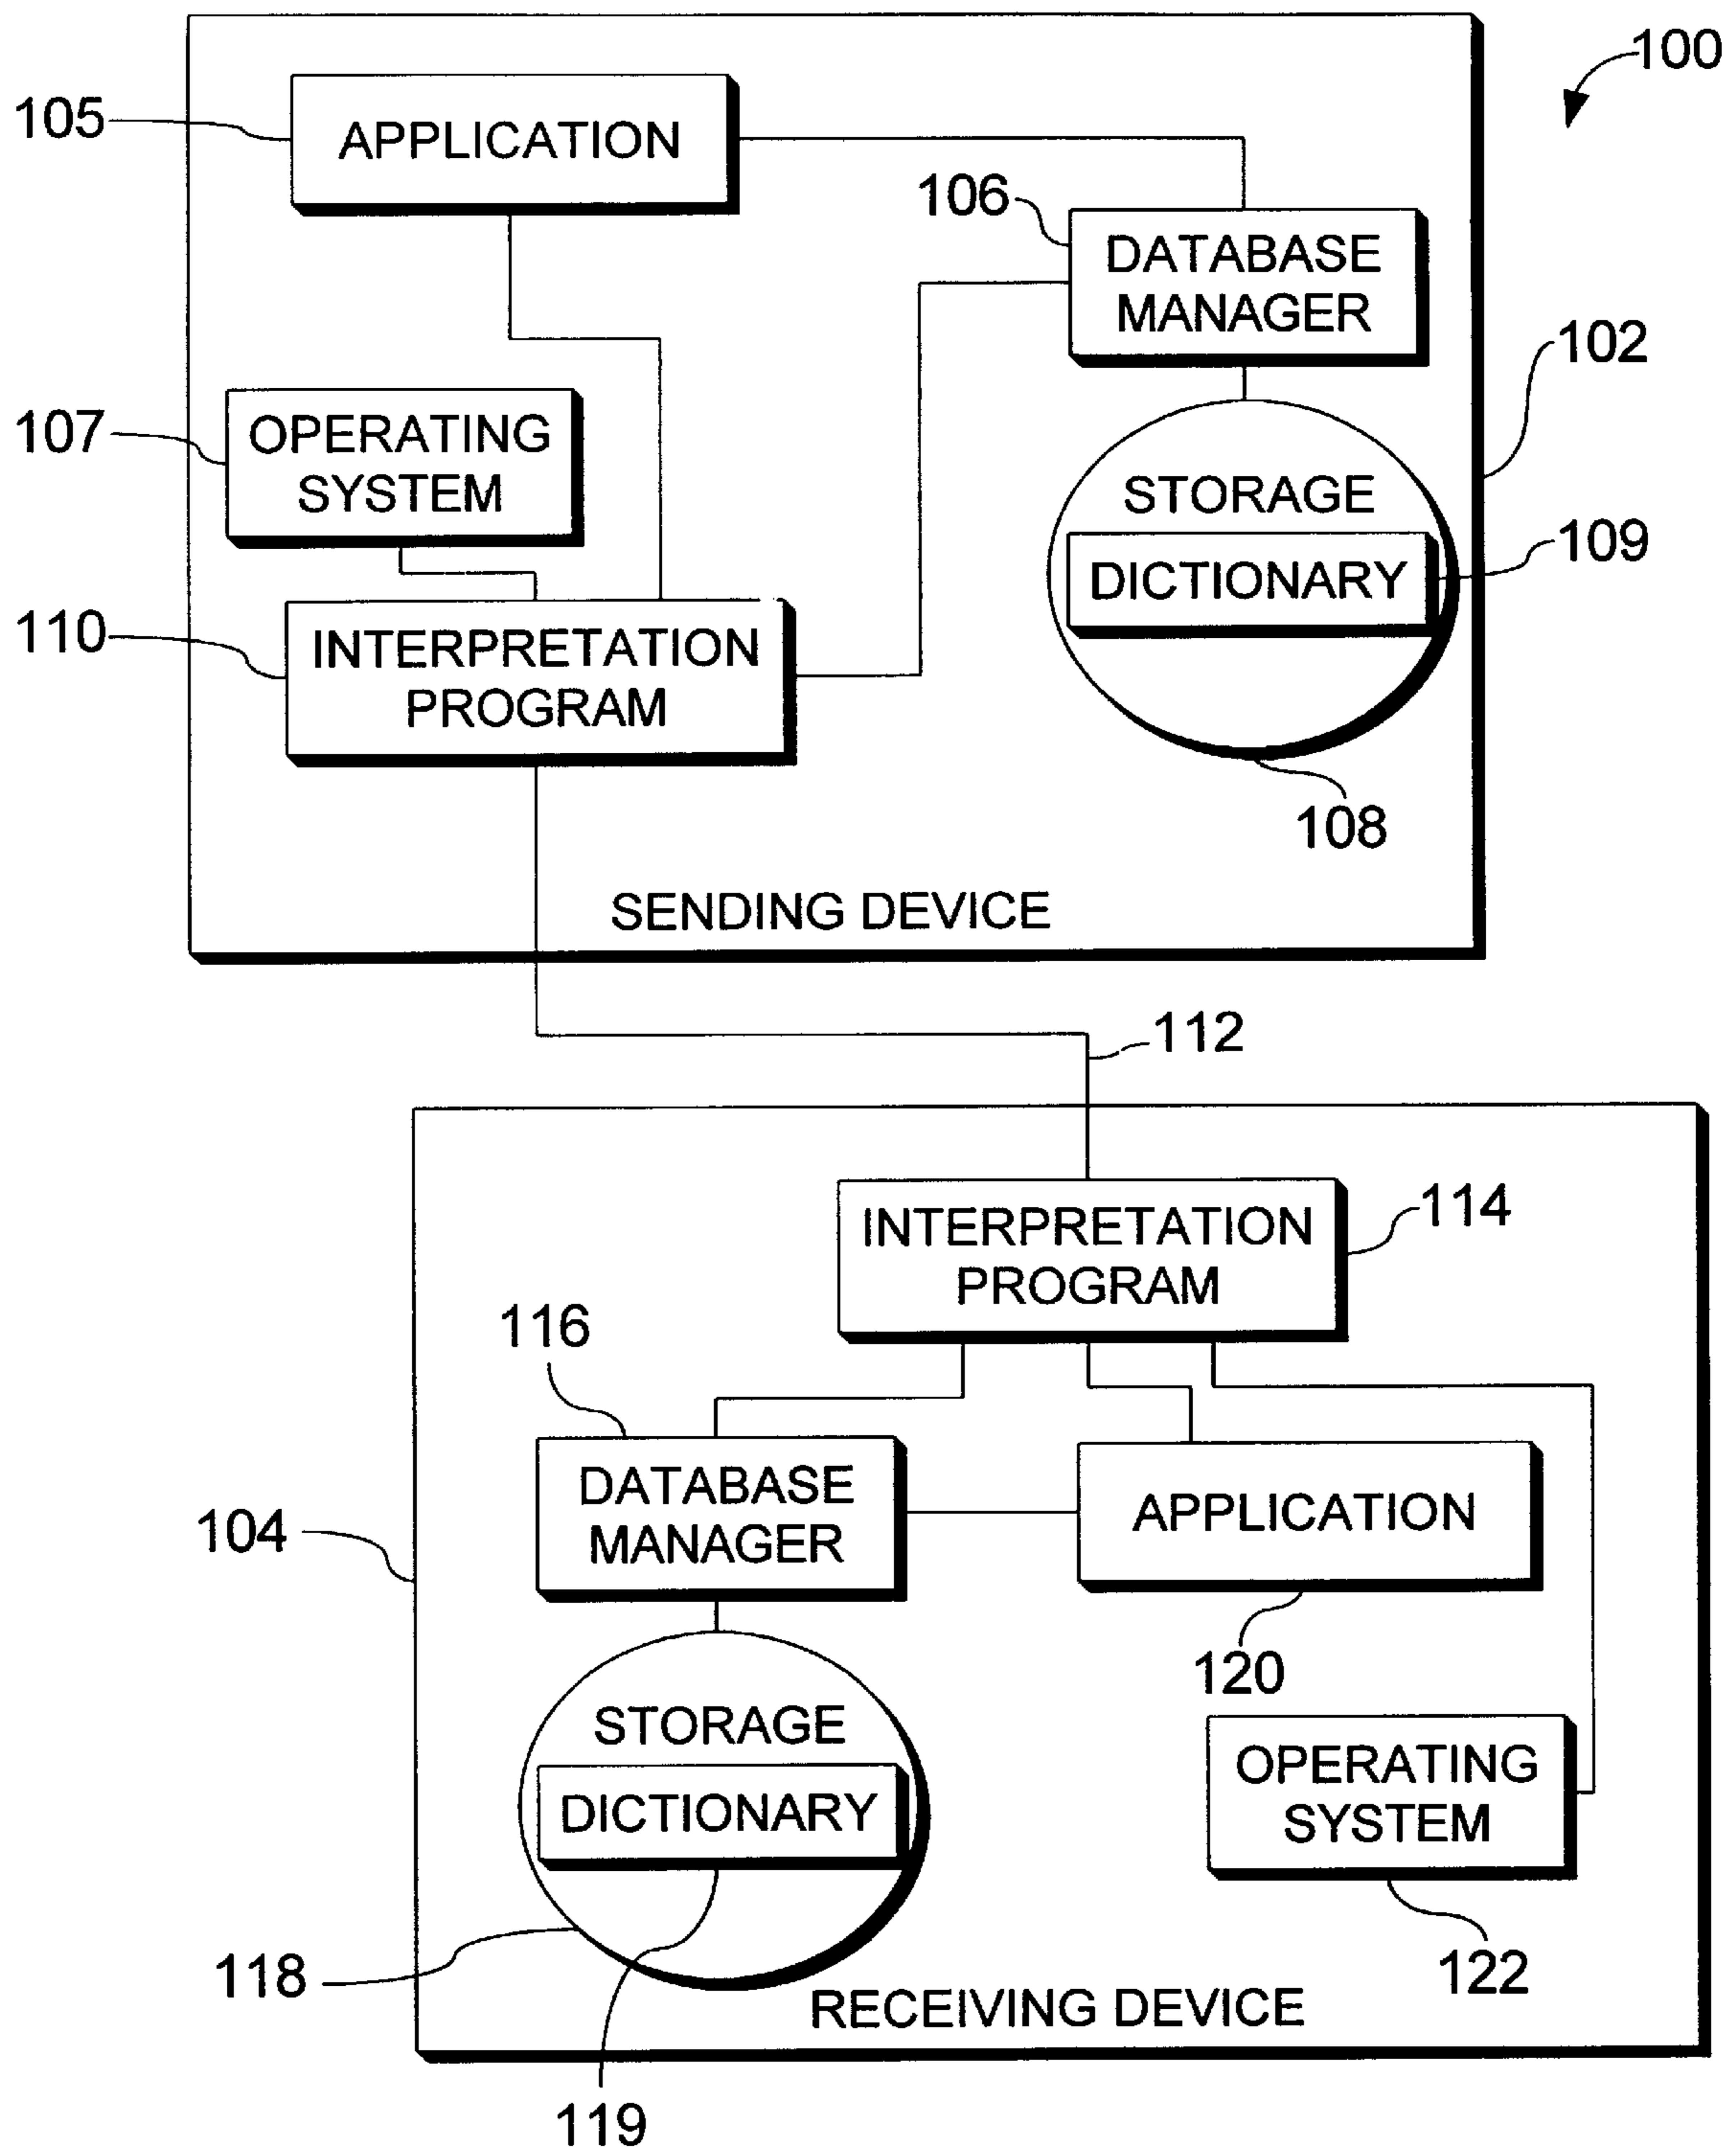 100
105
APPLICATION
106
DATABASE
MANAGER
102
107
OPERATING
SYSTEM
STORAGE
109
DICTIONARY
110
INTERPRETATION
PROGRAM
108
SENDING DEVICE
112
INTERPRETATION
PROGRAM
114
116
DATABASE
MANAGER
APPLICATION
104
120
STORAGE
DICTIONARY
OPERATING
SYSTEM
118
122
RECEIVING DEVICE
119